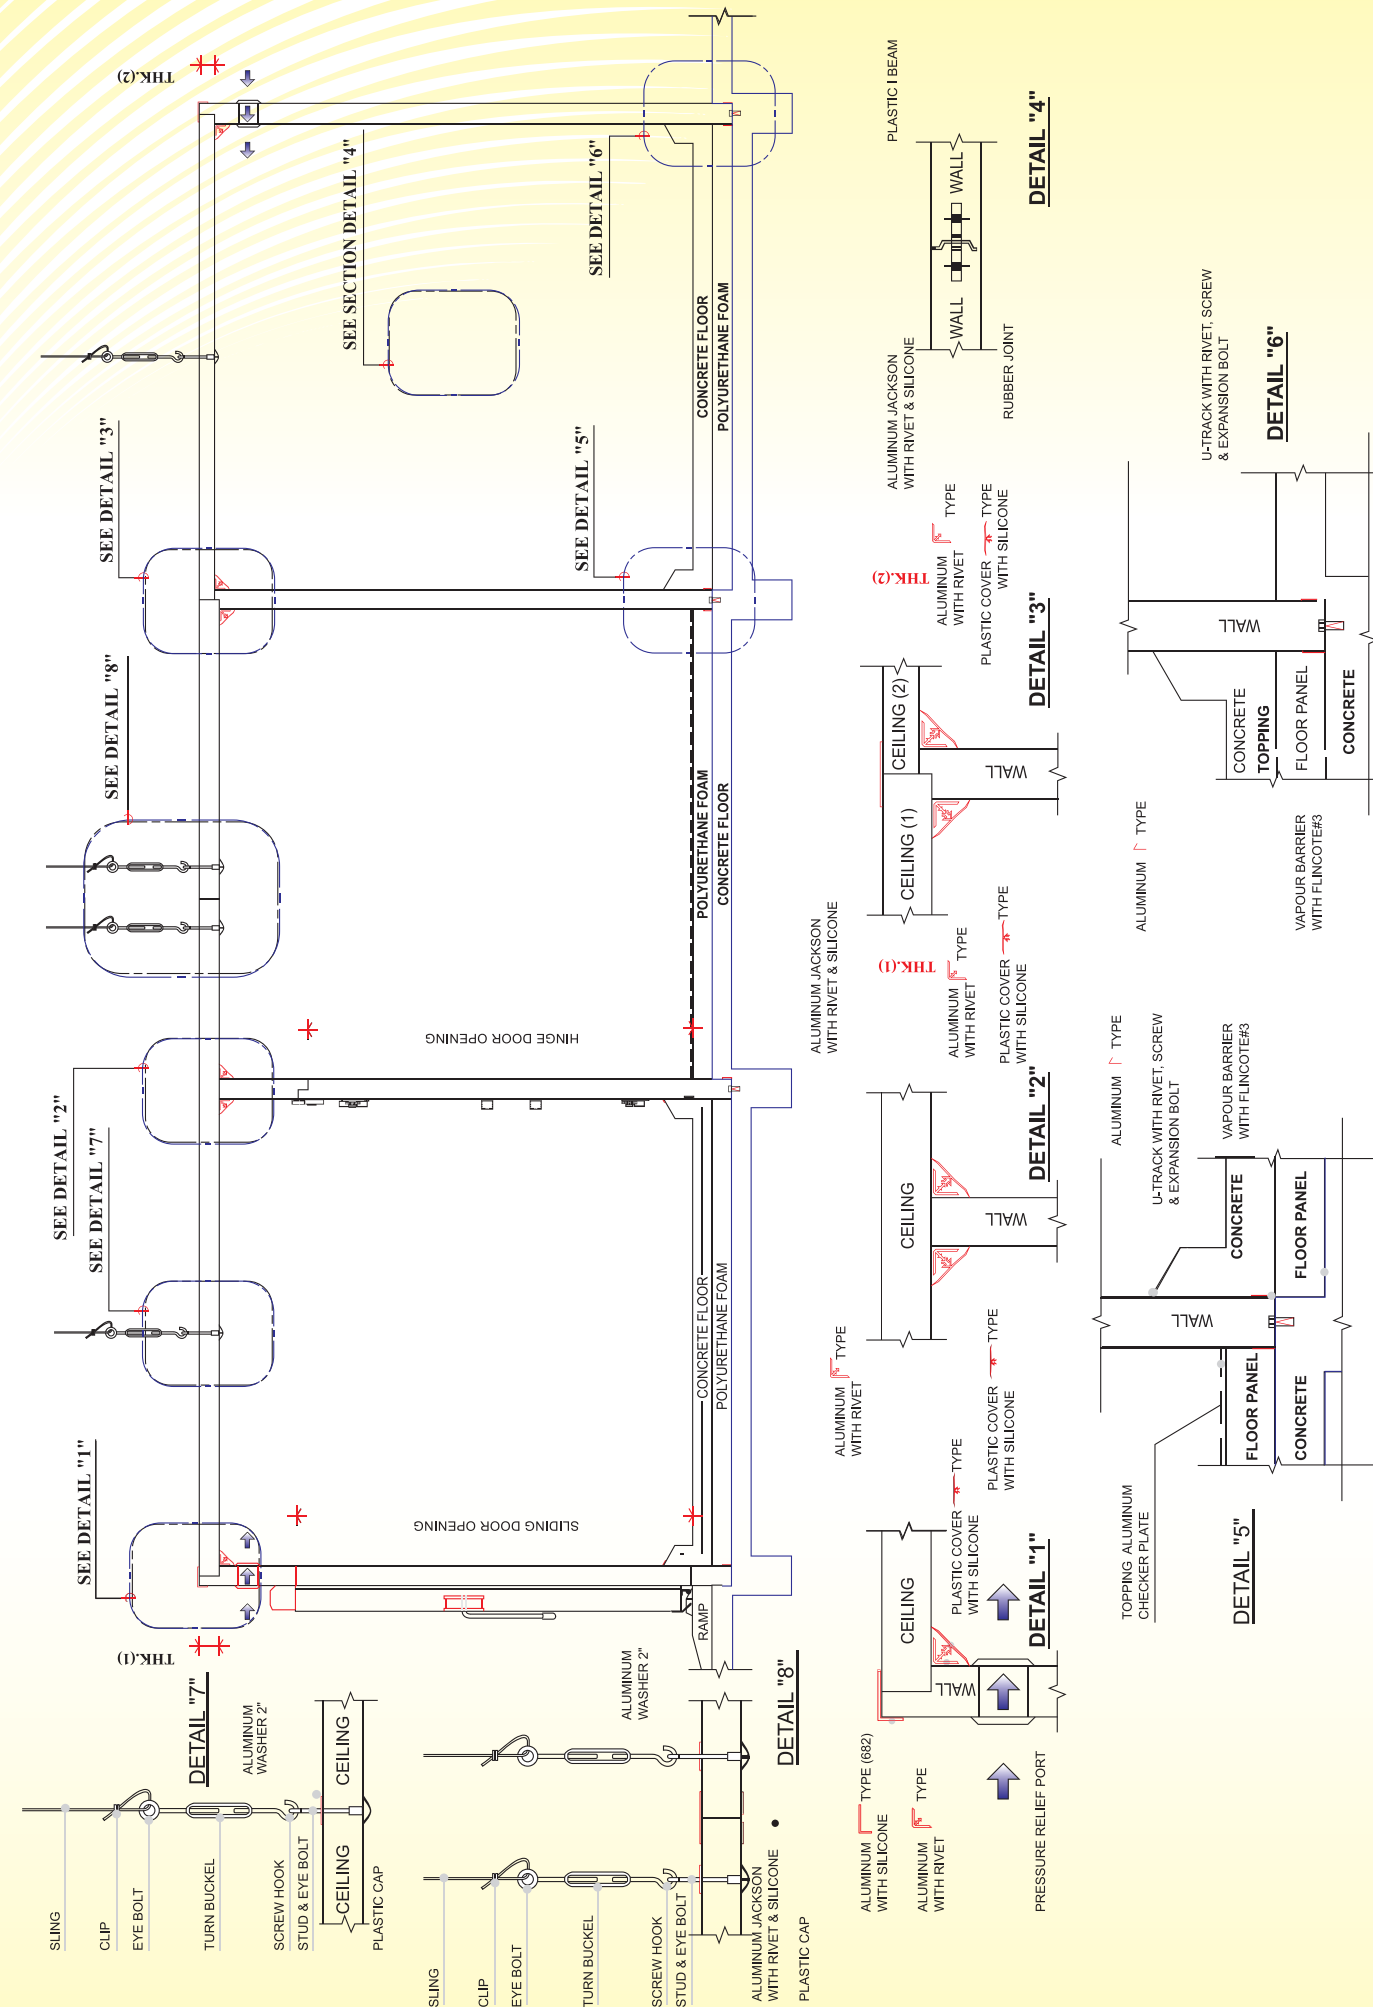 SEE DETAIL "1"
SEE DETAIL "7"
SEE DETAIL "2"
SEE DETAIL "8"
SEE DETAIL "3"
THK.(1)
THK.(2)
SEE SECTION DETAIL "4"
SEE DETAIL "5"
SEE DETAIL "6"
SLIDING DOOR OPENING
HINGE DOOR OPENING
RAMP
CONCRETE FLOOR
POLYURETHANE FOAM
POLYURETHANE FOAM
CONCRETE FLOOR
CONCRETE FLOOR
POLYURETHANE FOAM
SLING
CLIP
EYE BOLT
TURN BUCKEL
SCREW HOOK
STUD & EYE BOLT
PLASTIC CAP
CEILING
CEILING
ALUMINUM
WASHER 2"
DETAIL "7"
SLING
CLIP
EYE BOLT
TURN BUCKEL
SCREW HOOK
STUD & EYE BOLT
ALUMINUM JACKSON
WITH RIVET & SILICONE
PLASTIC CAP
ALUMINUM
WASHER 2"
DETAIL "8"
ALUMINUM TYPE (682)
WITH SILICONE
ALUMINUM TYPE
WITH RIVET
PRESSURE RELIEF PORT
CEILING
WALL
PLASTIC COVER TYPE
WITH SILICONE
DETAIL "1"
ALUMINUM TYPE
WITH RIVET
PLASTIC COVER TYPE
WITH SILICONE
CEILING
WALL
DETAIL "2"
ALUMINUM JACKSON
WITH RIVET & SILICONE
THK.(1)
ALUMINUM TYPE
WITH RIVET
PLASTIC COVER TYPE
WITH SILICONE
CEILING (1)
CEILING (2)
WALL
THK.(2)
ALUMINUM TYPE
WITH RIVET
PLASTIC COVER TYPE
WITH SILICONE
DETAIL "3"
ALUMINUM JACKSON
WITH RIVET & SILICONE
RUBBER JOINT
WALL
WALL
PLASTIC I BEAM
DETAIL "4"
TOPPING ALUMINUM
CHECKER PLATE
DETAIL "5"
FLOOR PANEL
CONCRETE
WALL
CONCRETE
FLOOR PANEL
ALUMINUM TYPE
U-TRACK WITH RIVET, SCREW
& EXPANSION BOLT
VAPOUR BARRIER
WITH FLINCOTE#3
ALUMINUM TYPE
VAPOUR BARRIER
WITH FLINCOTE#3
CONCRETE
TOPPING
FLOOR PANEL
CONCRETE
WALL
U-TRACK WITH RIVET, SCREW
& EXPANSION BOLT
DETAIL "6"